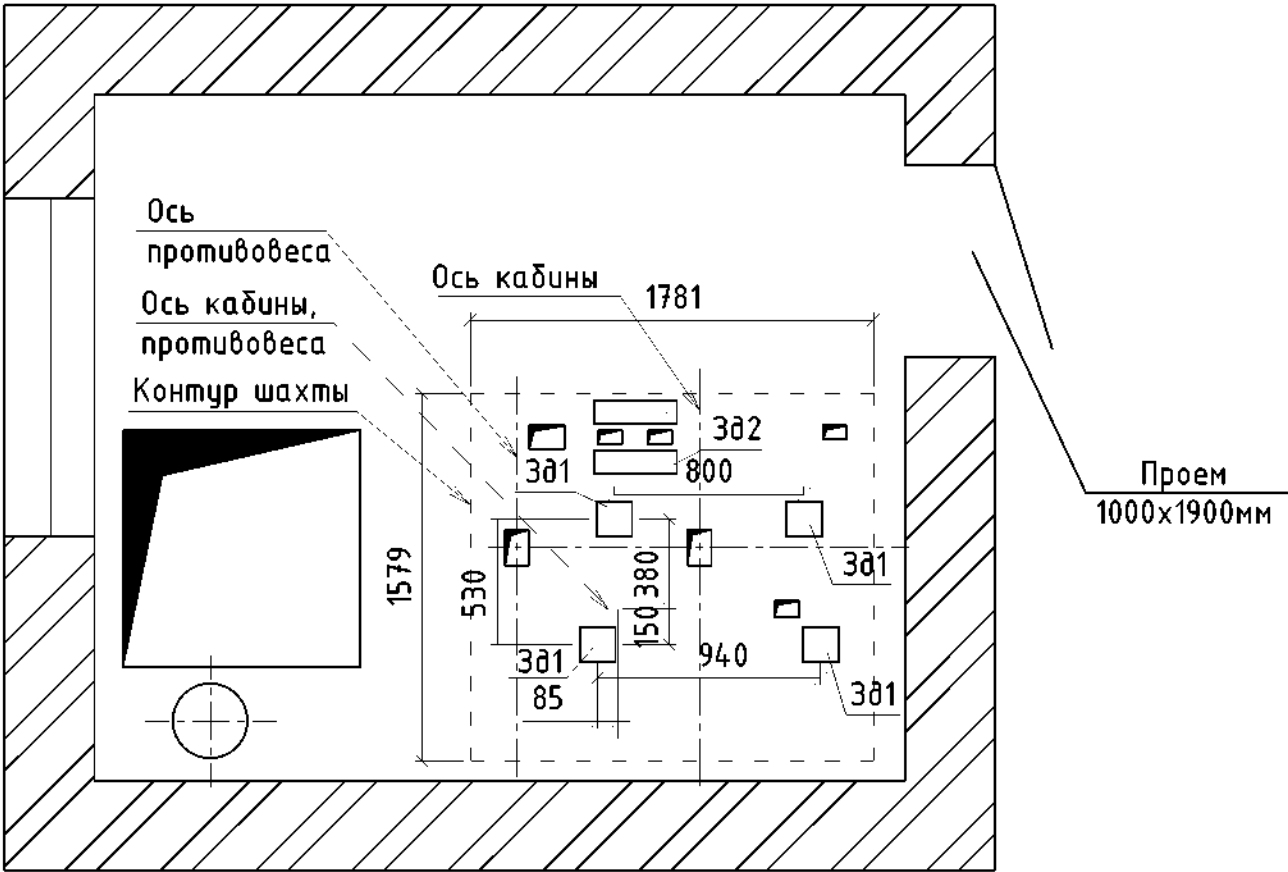 Ось
противовеса
Ось кабины
1781
Ось кабины,
противовеса
Контур шахты
Зд2
Зд1
800
Проем
1000х1900мм
1579
530
380
Зд1
150
Зд1
940
85
Зд1